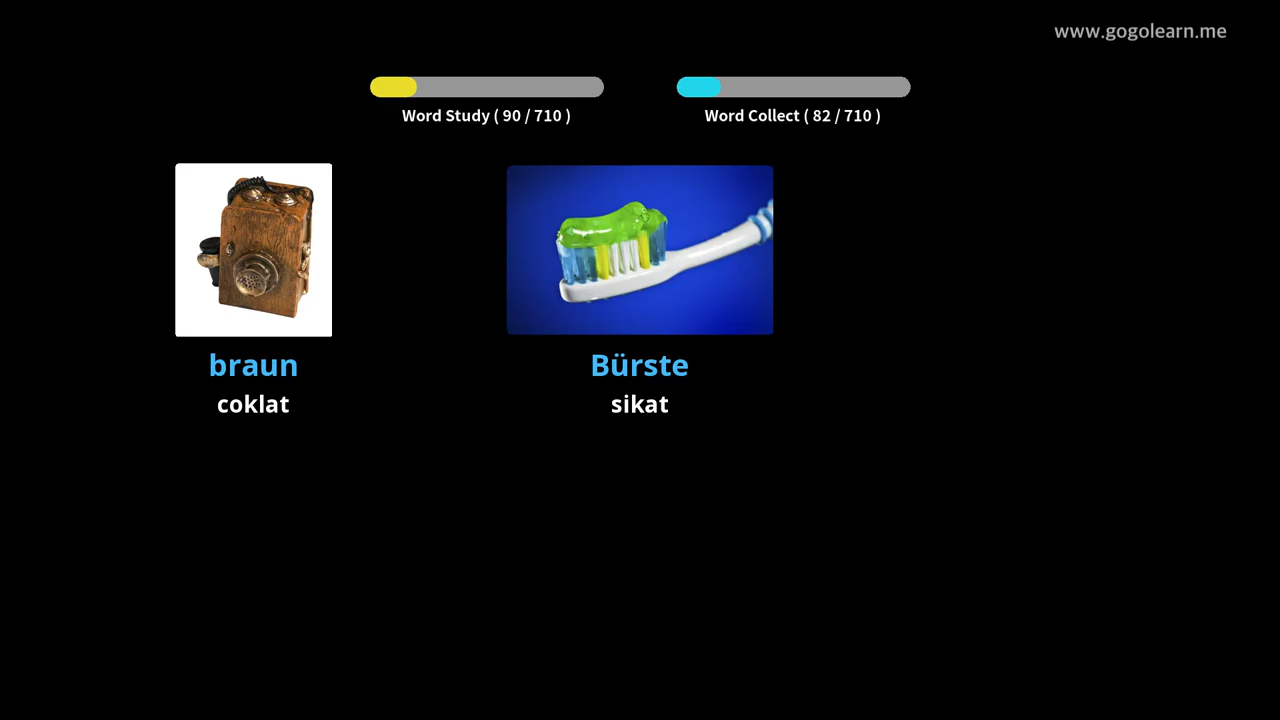 www.gogolearn.me
Word Study ( 90 / 710 )
Word Collect ( 82 / 710 )
braun
coklat
Bürste
sikat